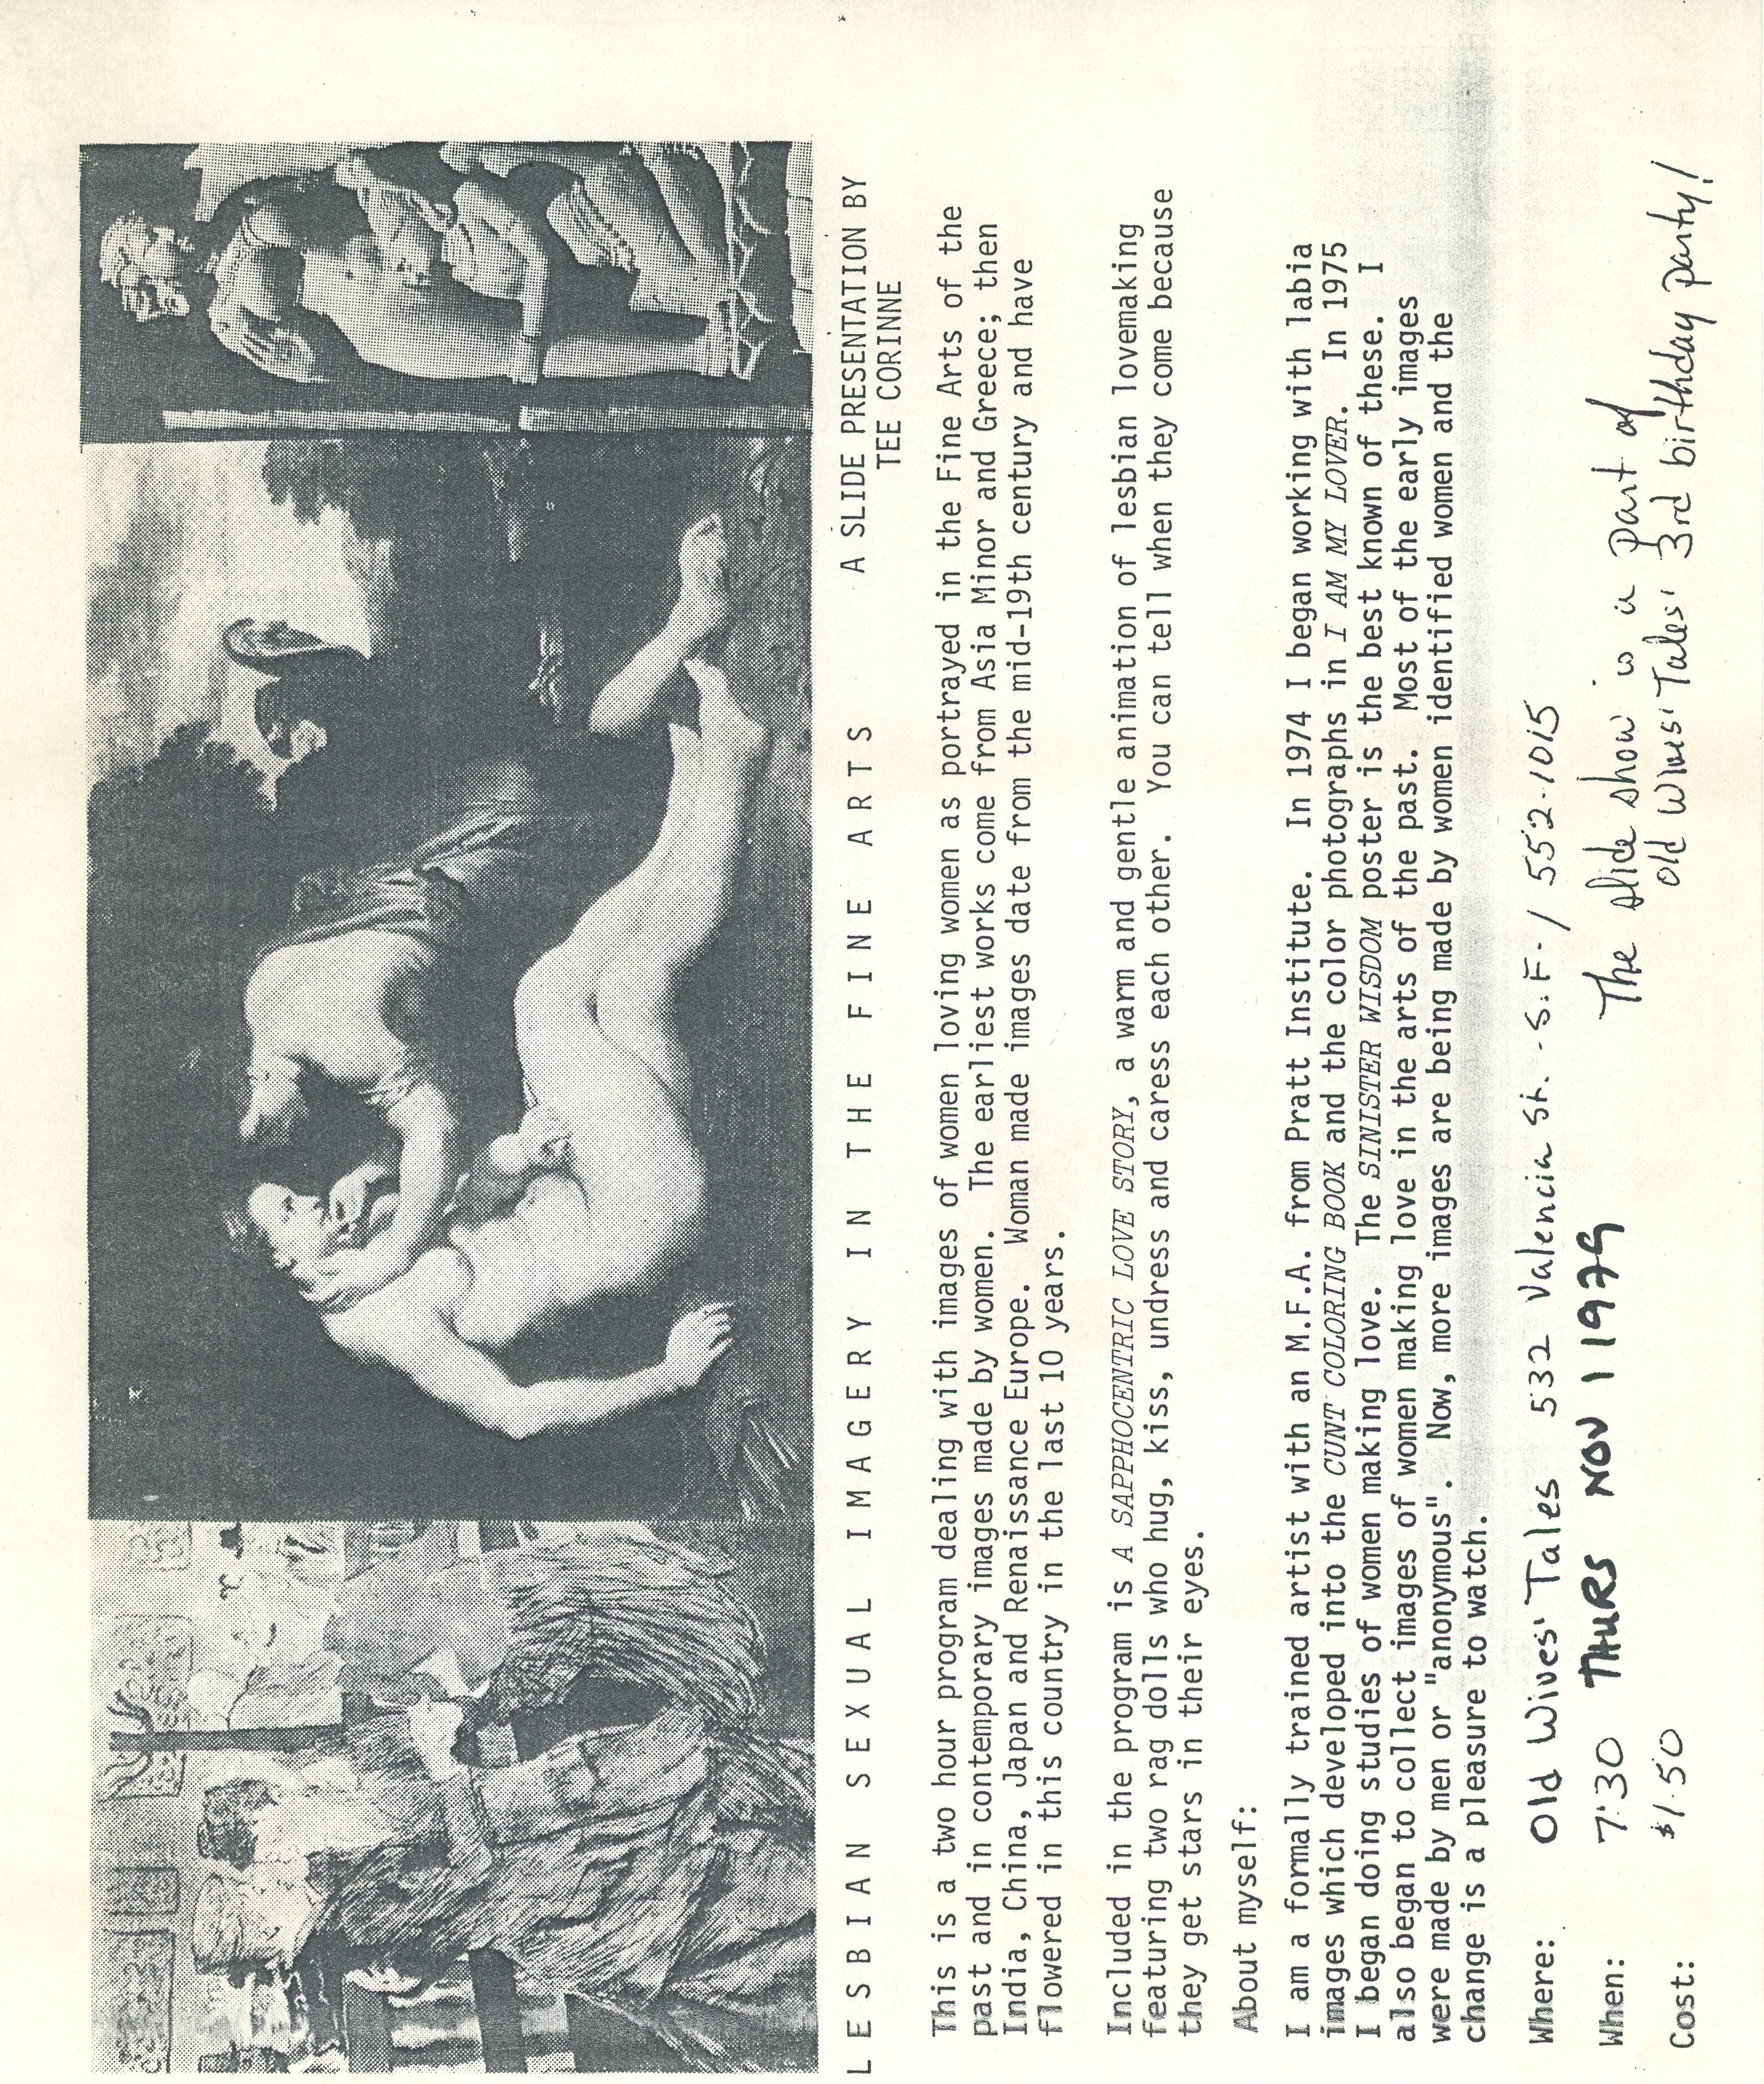 LESBIAN SEXUAL IMAGERY IN THE FINE ARTS A SLIDE PRESENTATION BY
TEE CORINNE
This is a two hour program dealing with images of women loving women as portrayed in the Fine Arts of the
past and in contemporary images made by women. The earliest works come from Asia Minor and Greece; then
India, China, Japan and Renaissance Europe. Woman made images date from the mid-19th century and have
flowered in this country in the last 10 years.
Included in the program is A SAPPHOCENTRIC LOVE STORY, a warm and gentle animation of lesbian lovemaking
featuring two rag dolls who hug, kiss, undress and caress each other. You can tell when they come because
they get stars in their eyes.
About myself:
I am a formally trained artist with an M.F.A. from Pratt Institute. In 1974 I began working with labia
images which developed into the CUNT COLORING BOOK and the color photographs in I AM MY LOVER. In 1975
I began doing studies of women making love. The SINISTER WISDOM poster is the best known of these. I
also began to collect images of women making love in the arts of the past. Most of the early images
were made by men or "anonymous". Now, more images are being made by women identified women and the
change is a pleasure to watch.
Where: Old Wives' Tales 532 Valencia St. - S.F. / 552-1015
When: 7:30 THURS NOV 1 1979
Cost: $1.50
The slide show is a part of
Old Wives' Tales' 3rd birthday party!